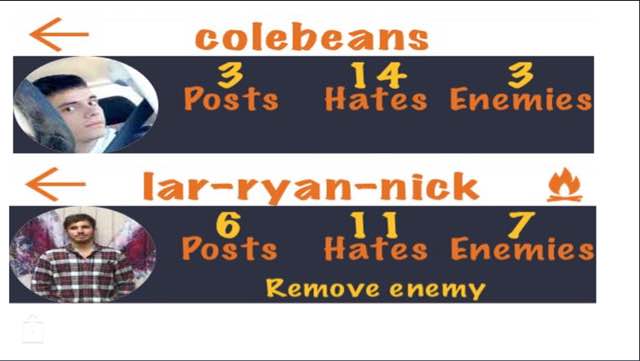 colebeans
3 14 3
Posts Hates Enemies
lar-ryan-nick
6 11 7
Posts Hates Enemies
Remove enemy